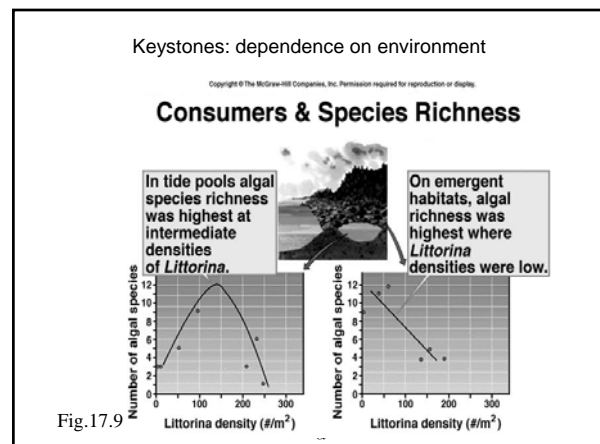 Keystones: dependence on environment
Copyright © The McGraw-Hill Companies, Inc. Permission required for reproduction or display.
Consumers & Species Richness
In tide pools algal
species richness
was highest at
intermediate
densities
of Littorina.
On emergent
habitats, algal
richness was
highest where
Littorina
densities were low.
Number of algal species
12
10
8
6
4
2
0
0 100 200 300
Littorina density (#/m²)
Number of algal species
12
10
8
6
4
2
0
0 100 200 300
Littorina density (#/m²)
Fig.17.9